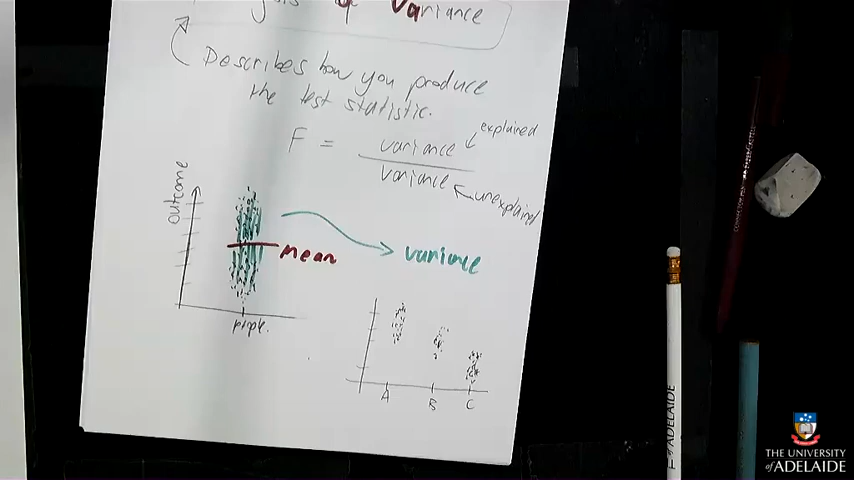 Variance
Describes how you produce
the test statistic.
F = variance explained
variance unexplained
outcome
mean
variance
people.
A B C
ADELAIDE
THE UNIVERSITY
of ADELAIDE